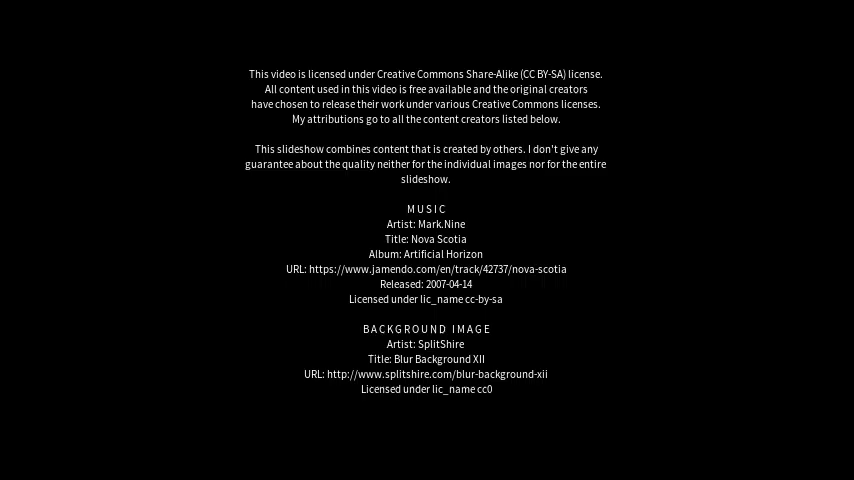 This video is licensed under Creative Commons Share-Alike (CC BY-SA) license.
All content used in this video is free available and the original creators
have chosen to release their work under various Creative Commons licenses.
My attributions go to all the content creators listed below.
This slideshow combines content that is created by others. I don't give any
guarantee about the quality neither for the individual images nor for the entire
slideshow.
MUSIC
Artist: Mark.Nine
Title: Nova Scotia
Album: Artificial Horizon
URL: https://www.jamendo.com/en/track/42737/nova-scotia
Released: 2007-04-14
Licensed under lic_name cc-by-sa
BACKGROUND IMAGE
Artist: SplitShire
Title: Blur Background XII
URL: http://www.splitshire.com/blur-background-xii
Licensed under lic_name cc0